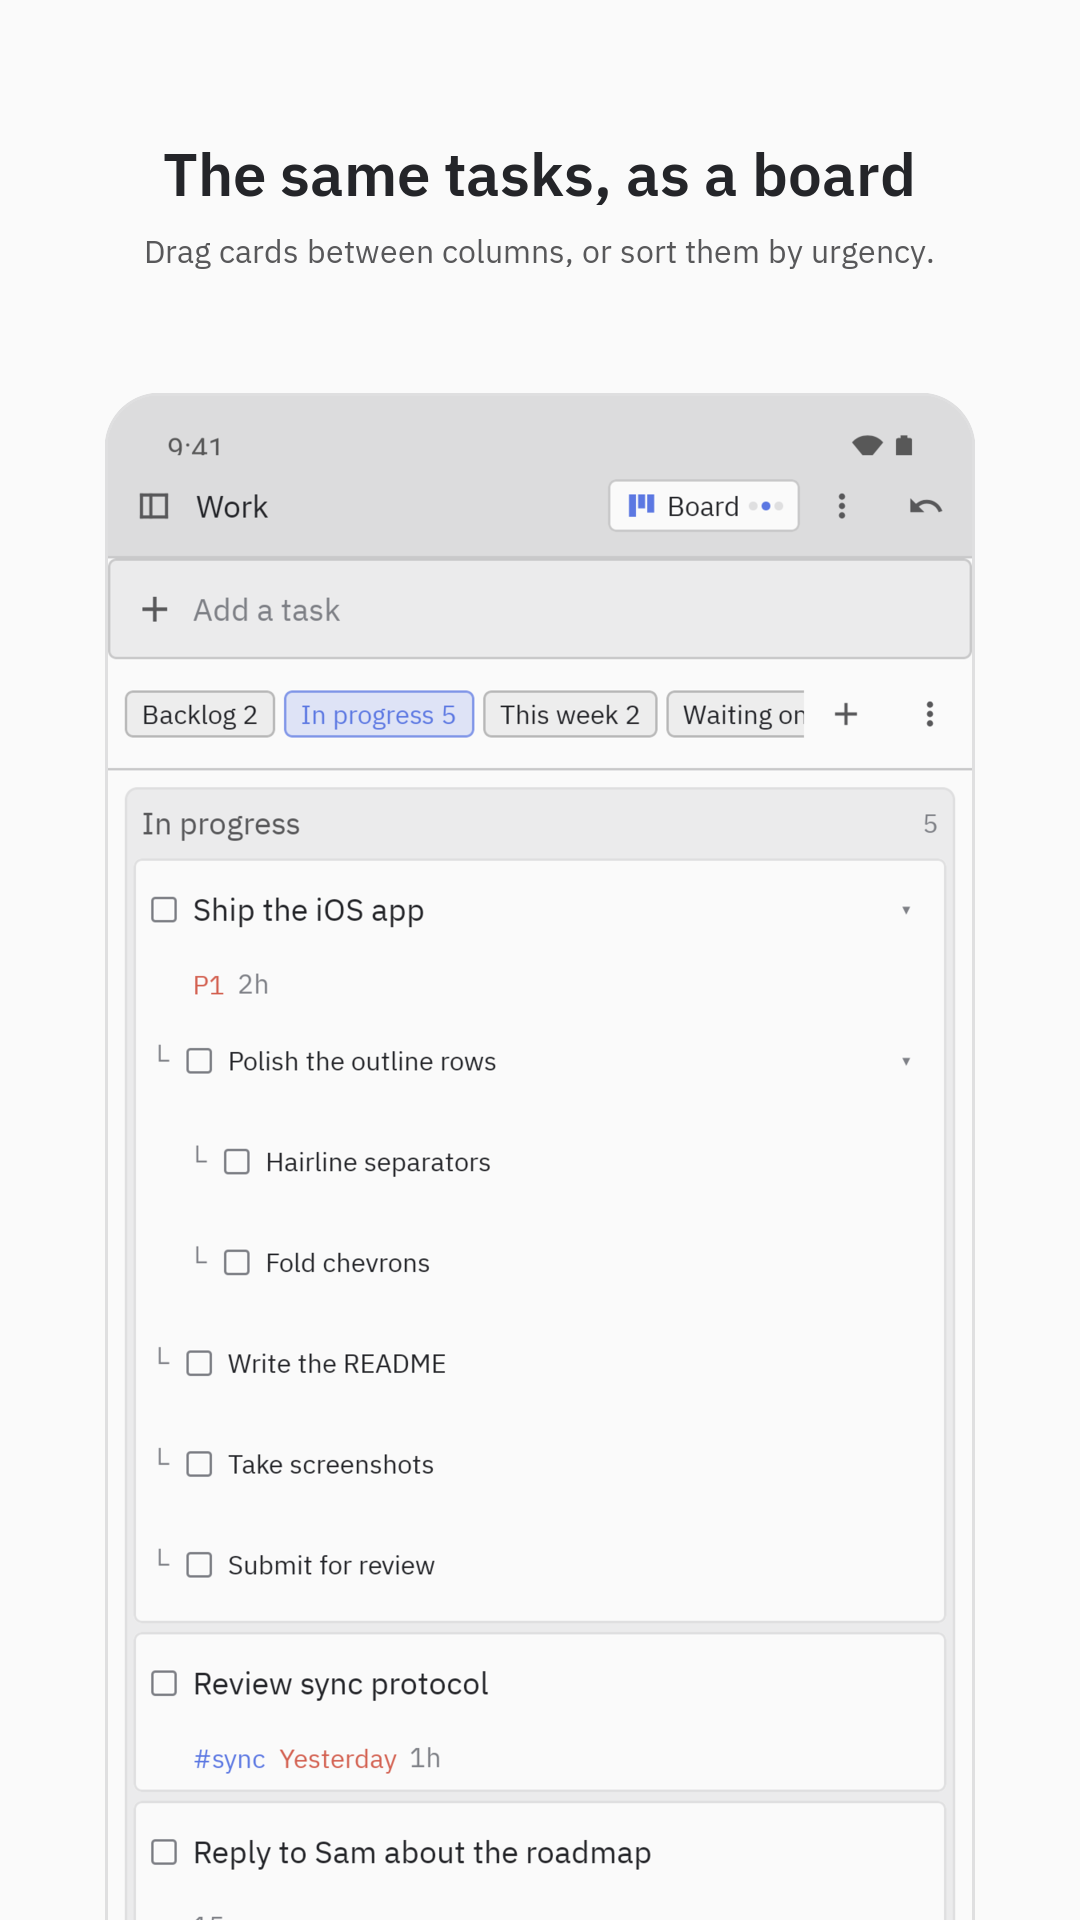 The same tasks, as a board
Drag cards between columns, or sort them by urgency.
9:41
Work Board
Add a task
Backlog 2 In progress 5 This week 2 Waiting on
In progress 5
Ship the iOS app
P1 2h
Polish the outline rows
Hairline separators
Fold chevrons
Write the README
Take screenshots
Submit for review
Review sync protocol
#sync Yesterday 1h
Reply to Sam about the roadmap